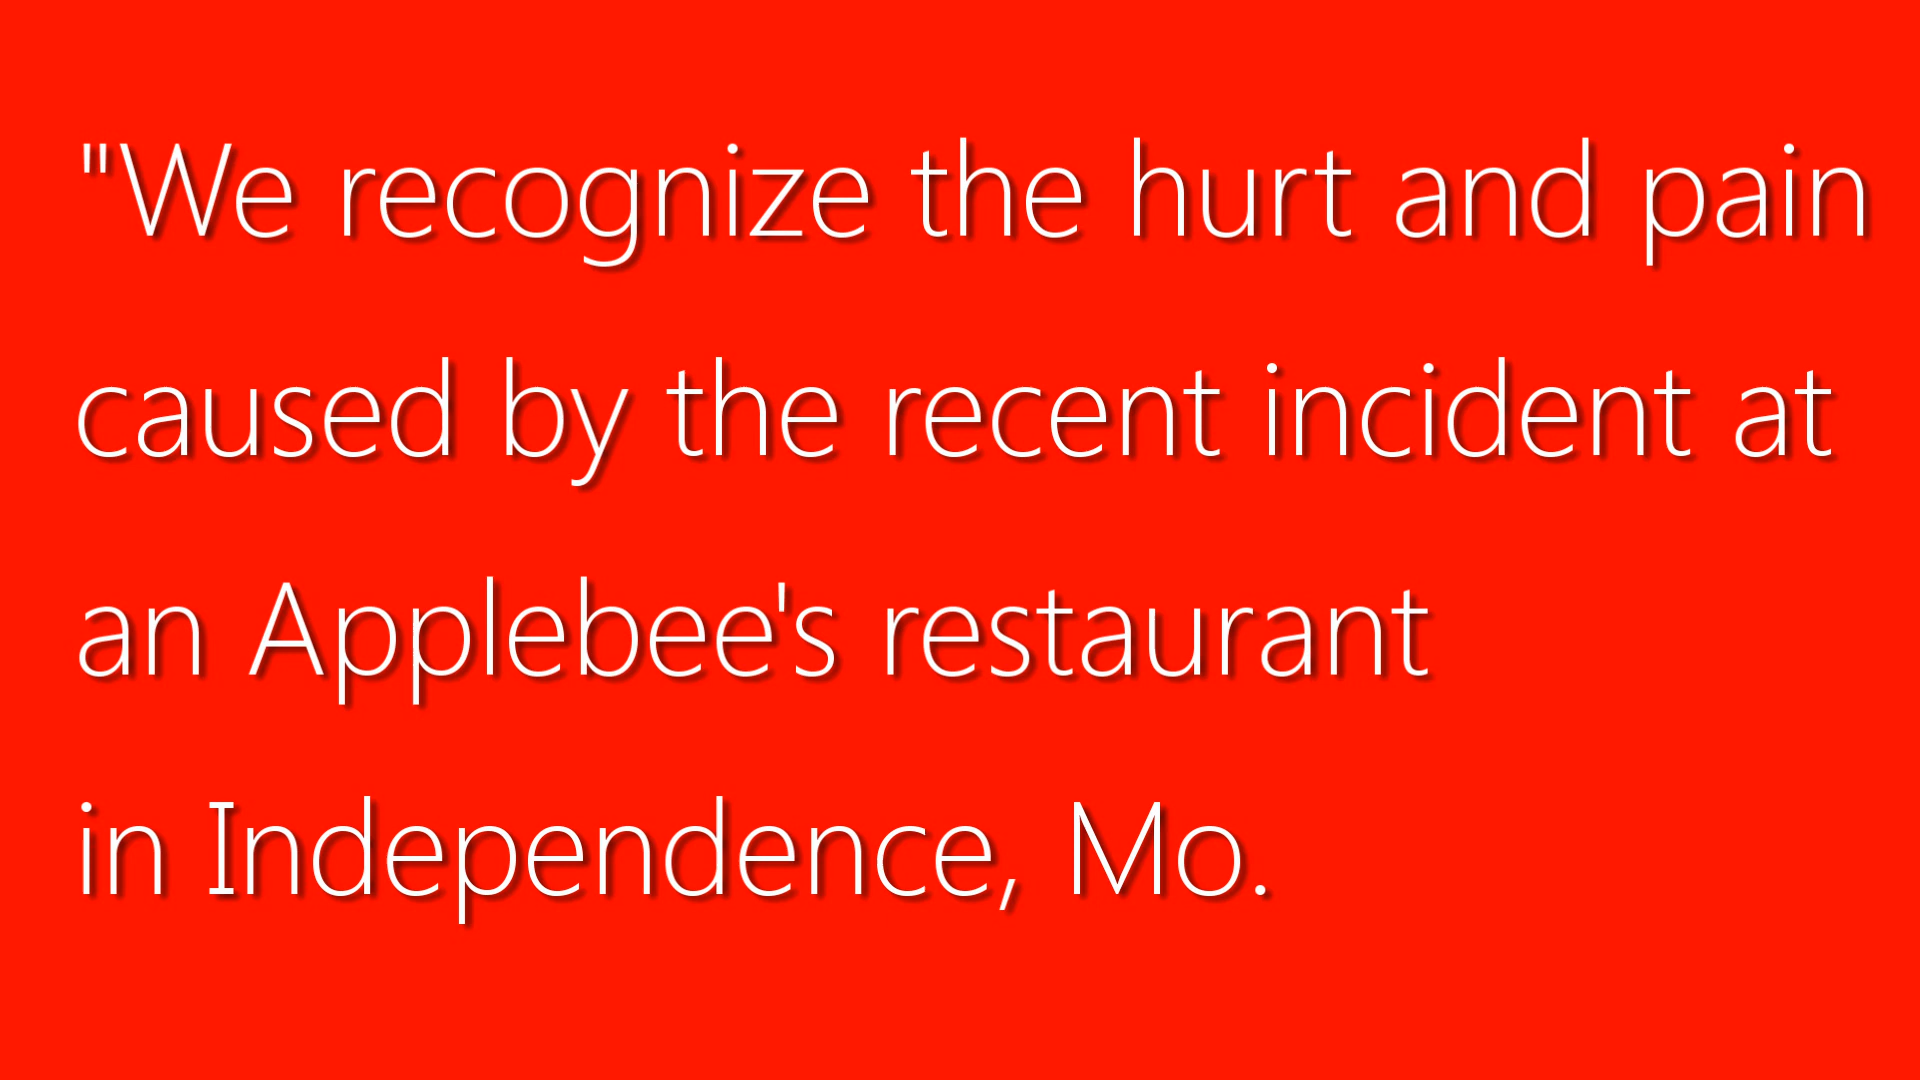 "We recognize the hurt and pain
caused by the recent incident at
an Applebee's restaurant
in Independence, Mo.